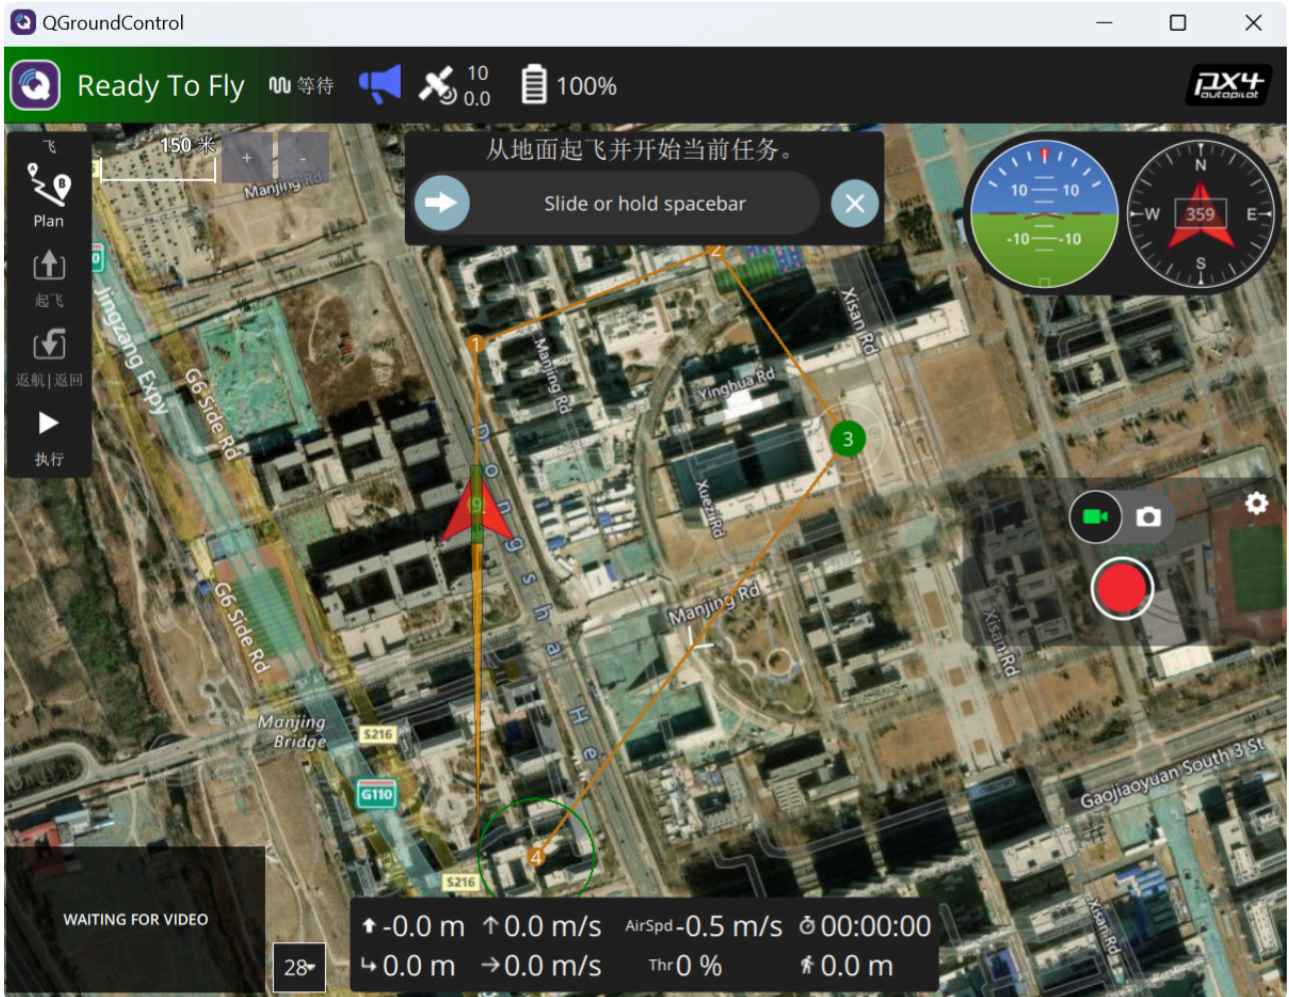 QGroundControl
Ready To Fly
等待
10
0.0
100%
PX4
autopilot
飞
Plan
起飞
返航|返回
执行
150 米
+
-
从地面起飞并开始当前任务。
Slide or hold spacebar
10 10
-10 -10
N
W 359 E
S
Manjing Rd
Jingzang Expy
G6 Side Rd
G6 Side Rd
Manjing Rd
Xisan Rd
Yinghua Rd
Xuezi Rd
Manjing Rd
Xisan Rd
Dongshahe
Manjing
Bridge
S216
G110
S216
Gaojiaoyuan South 3 St
Xisan Rd
1
2
3
4
WAITING FOR VIDEO
28
-0.0 m 0.0 m/s AirSpd -0.5 m/s 00:00:00
0.0 m 0.0 m/s Thr 0 % 0.0 m